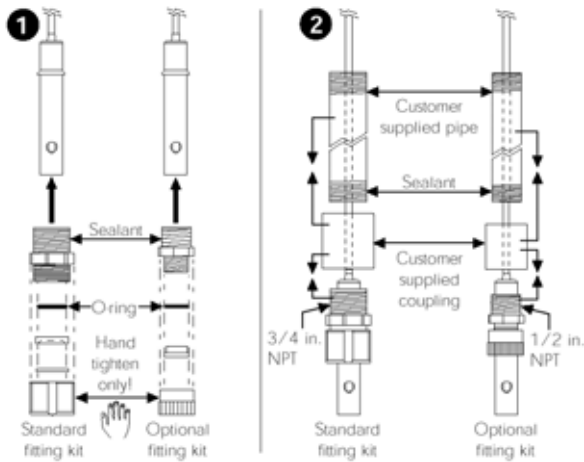 1
Sealant
O-ring
Hand
tighten
only!
Standard
fitting kit
Optional
fitting kit
2
Customer
supplied pipe
Sealant
Customer
supplied
coupling
3/4 in.
NPT
1/2 in.
NPT
Standard
fitting kit
Optional
fitting kit